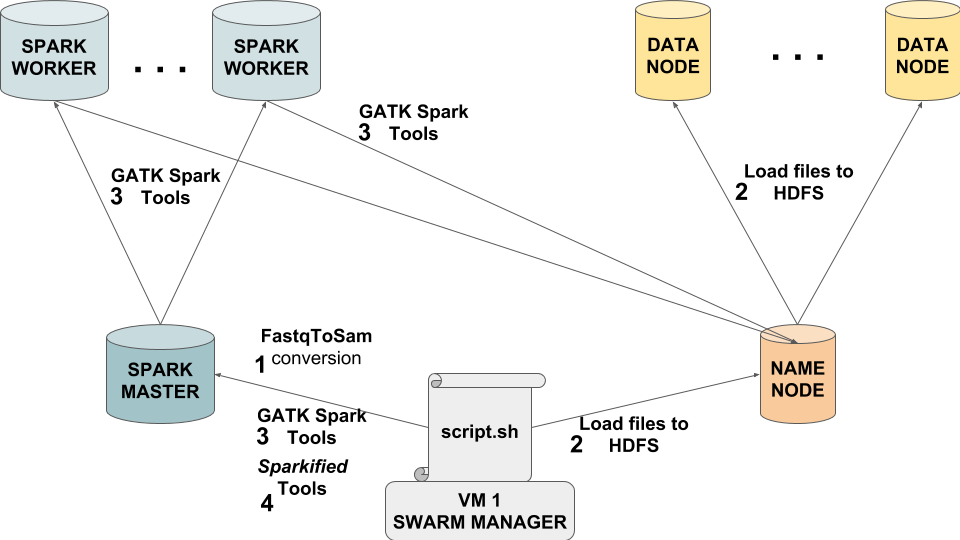 SPARK
WORKER
. . .
SPARK
WORKER
DATA
NODE
. . .
DATA
NODE
GATK Spark
3 Tools
GATK Spark
3 Tools
Load files to
2 HDFS
SPARK
MASTER
FastqToSam
1 conversion
GATK Spark
3 Tools
Sparkified
4 Tools
script.sh
Load files to
2 HDFS
NAME
NODE
VM 1
SWARM MANAGER